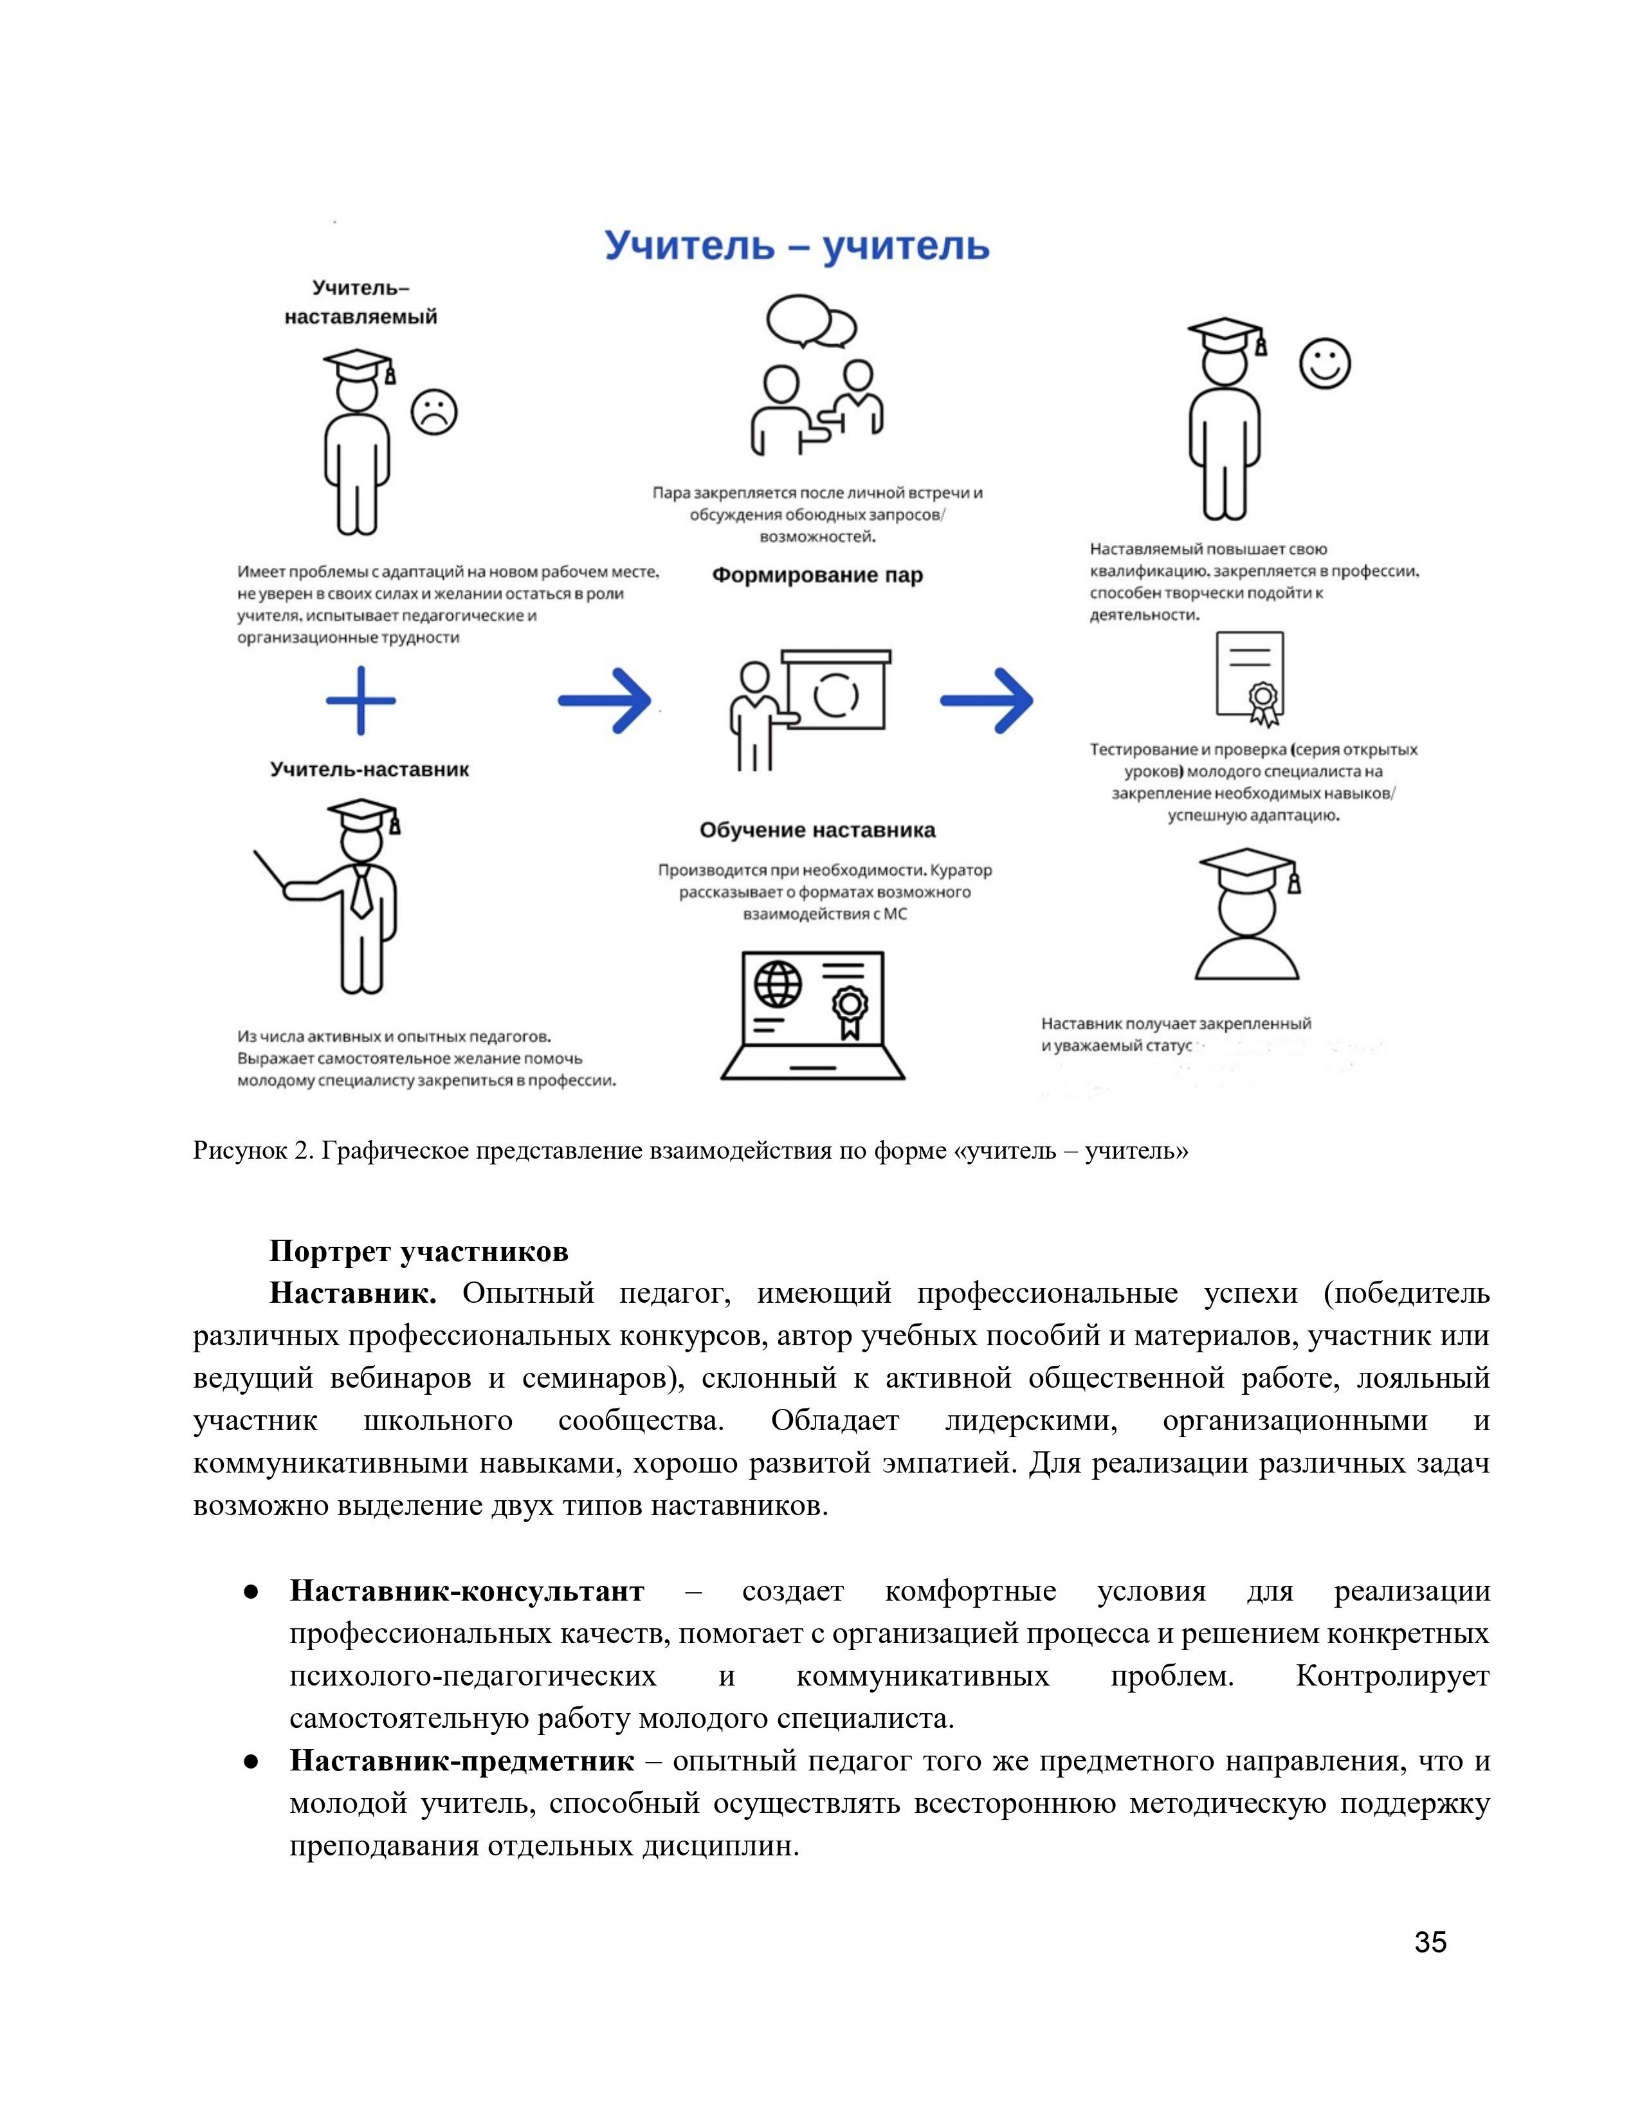 Учитель – учитель
Учитель–
наставляемый
Имеет проблемы с адаптаций на новом рабочем месте,
не уверен в своих силах и желании остаться в роли
учителя, испытывает педагогические и
организационные трудности
Учитель-наставник
Из числа активных и опытных педагогов.
Выражает самостоятельное желание помочь
молодому специалисту закрепиться в профессии.
Пара закрепляется после личной встречи и
обсуждения обоюдных запросов/
возможностей.
Формирование пар
Обучение наставника
Производится при необходимости. Куратор
рассказывает о форматах возможного
взаимодействия с МС
Наставляемый повышает свою
квалификацию, закрепляется в профессии,
способен творчески подойти к
деятельности.
Тестирование и проверка (серия открытых
уроков) молодого специалиста на
закрепление необходимых навыков/
успешную адаптацию.
Наставник получает закрепленный
и уважаемый статус
Рисунок 2. Графическое представление взаимодействия по форме «учитель – учитель»
Портрет участников
Наставник. Опытный педагог, имеющий профессиональные успехи (победитель
различных профессиональных конкурсов, автор учебных пособий и материалов, участник или
ведущий вебинаров и семинаров), склонный к активной общественной работе, лояльный
участник школьного сообщества. Обладает лидерскими, организационными и
коммуникативными навыками, хорошо развитой эмпатией. Для реализации различных задач
возможно выделение двух типов наставников.
● Наставник-консультант – создает комфортные условия для реализации
профессиональных качеств, помогает с организацией процесса и решением конкретных
психолого-педагогических и коммуникативных проблем. Контролирует
самостоятельную работу молодого специалиста.
● Наставник-предметник – опытный педагог того же предметного направления, что и
молодой учитель, способный осуществлять всестороннюю методическую поддержку
преподавания отдельных дисциплин.
35